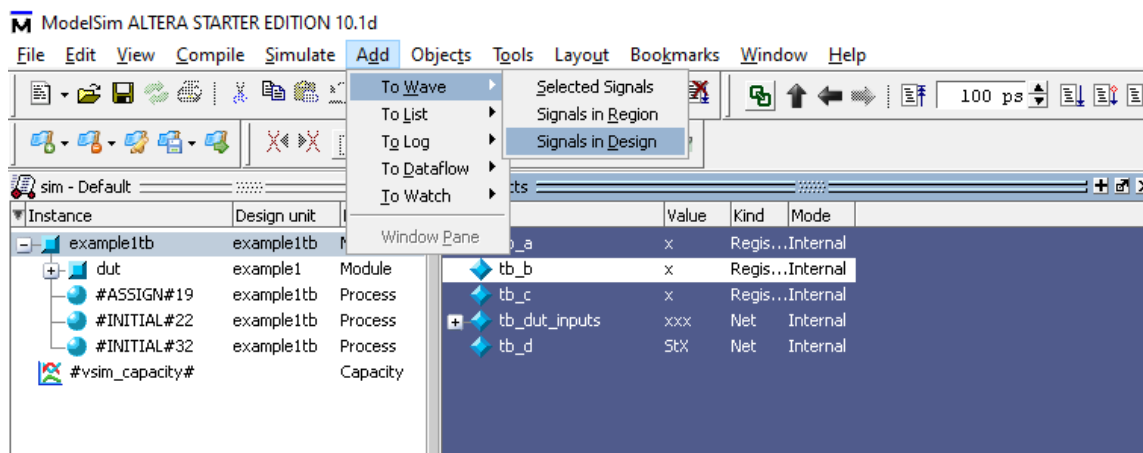 ModelSim ALTERA STARTER EDITION 10.1d
File Edit View Compile Simulate Add Objects Tools Layout Bookmarks Window Help
To Wave
To List
To Log
To Dataflow
To Watch
Window Pane
Selected Signals
Signals in Region
Signals in Design
100 ps
sim - Default
Instance Design unit
example1tb example1tb
dut example1 Module
#ASSIGN#19 example1tb Process
#INITIAL#22 example1tb Process
#INITIAL#32 example1tb Process
#vsim_capacity# Capacity
Value Kind Mode
x Regis...Internal
tb_b x Regis...Internal
tb_c x Regis...Internal
tb_dut_inputs xxx Net Internal
tb_d StX Net Internal